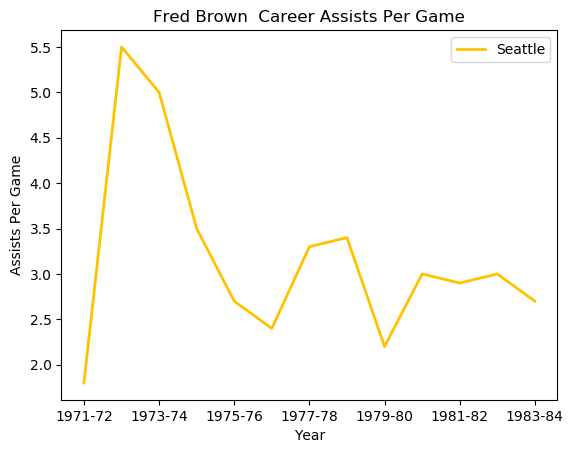 Fred Brown  Career Assists Per Game
Seattle
Assists Per Game
5.5
5.0
4.5
4.0
3.5
3.0
2.5
2.0
1971-72 1973-74 1975-76 1977-78 1979-80 1981-82 1983-84
Year